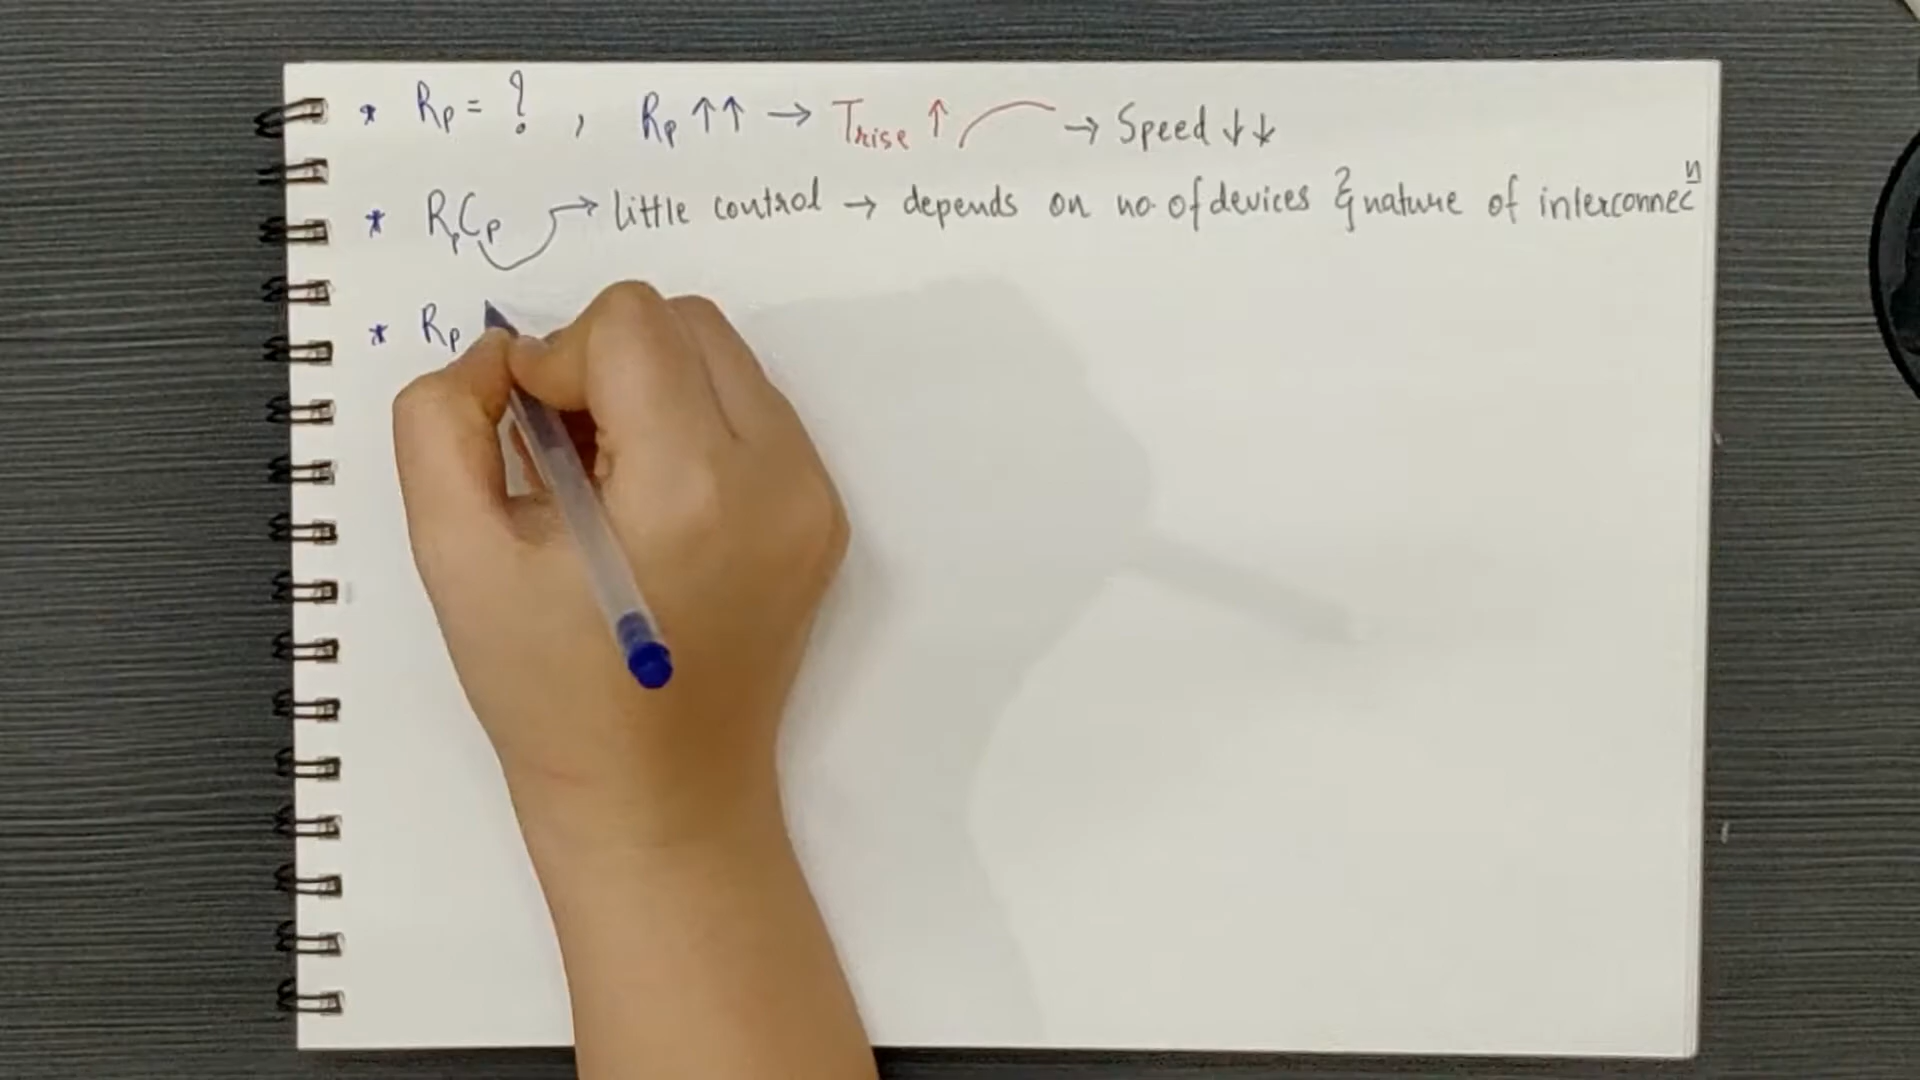 * Rp = ? , Rp ↑↑ → Trise ↑ → Speed ↓↓
* RpCp → little control → depends on no. of devices & nature of interconnecⁿ
* Rp